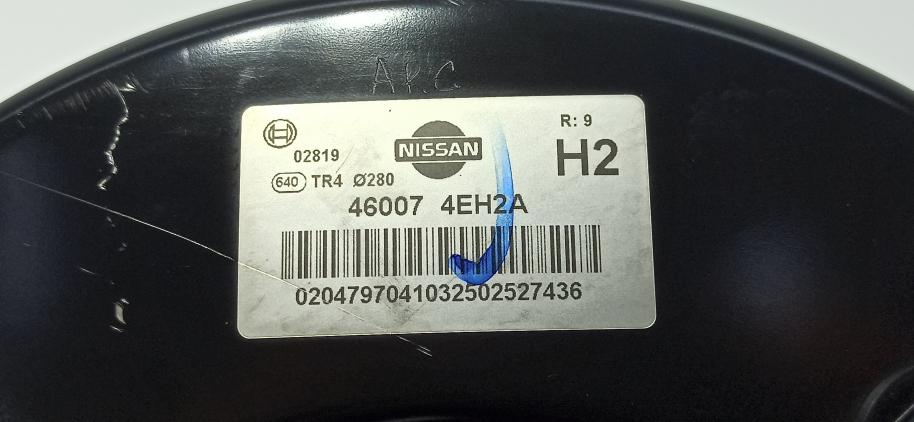 A.P.C
R: 9
02819
NISSAN
H2
640 TR4 Ø280
46007 4EH2A
0204797041032502527436